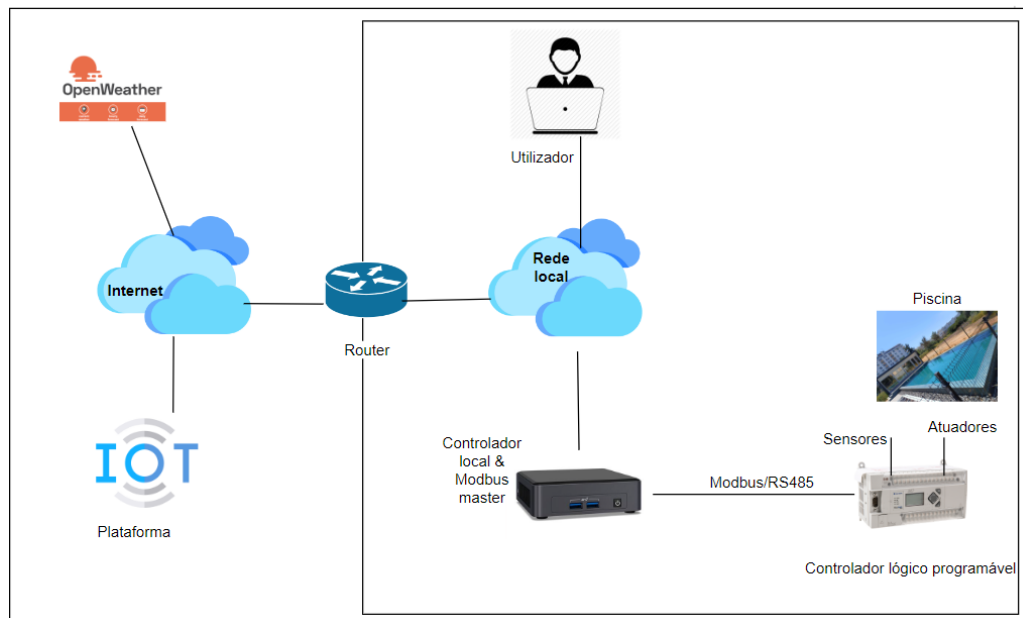 OpenWeather
Utilizador
Internet
Rede
local
Router
Piscina
IOT
Plataforma
Controlador
local &
Modbus
master
Modbus/RS485
Sensores
Atuadores
Controlador lógico programável